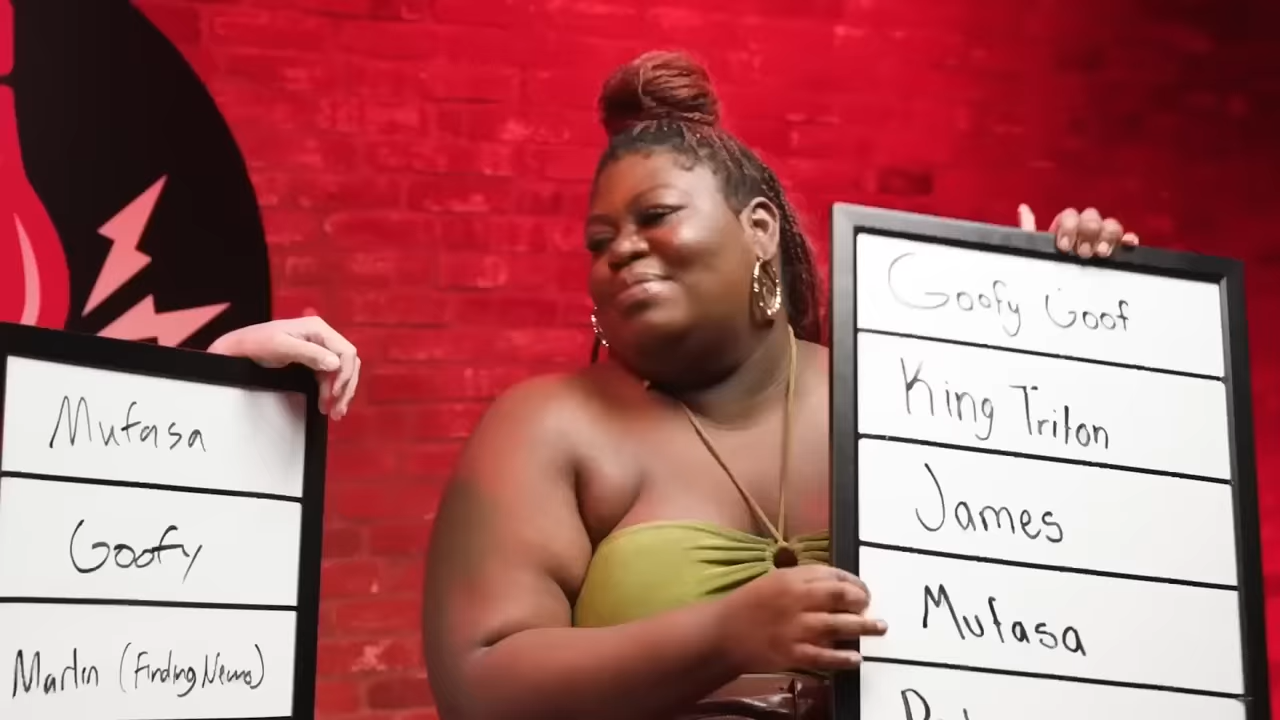 Mufasa
Goofy
Marlin (Finding Nemo)
Goofy Goof
King Triton
James
Mufasa